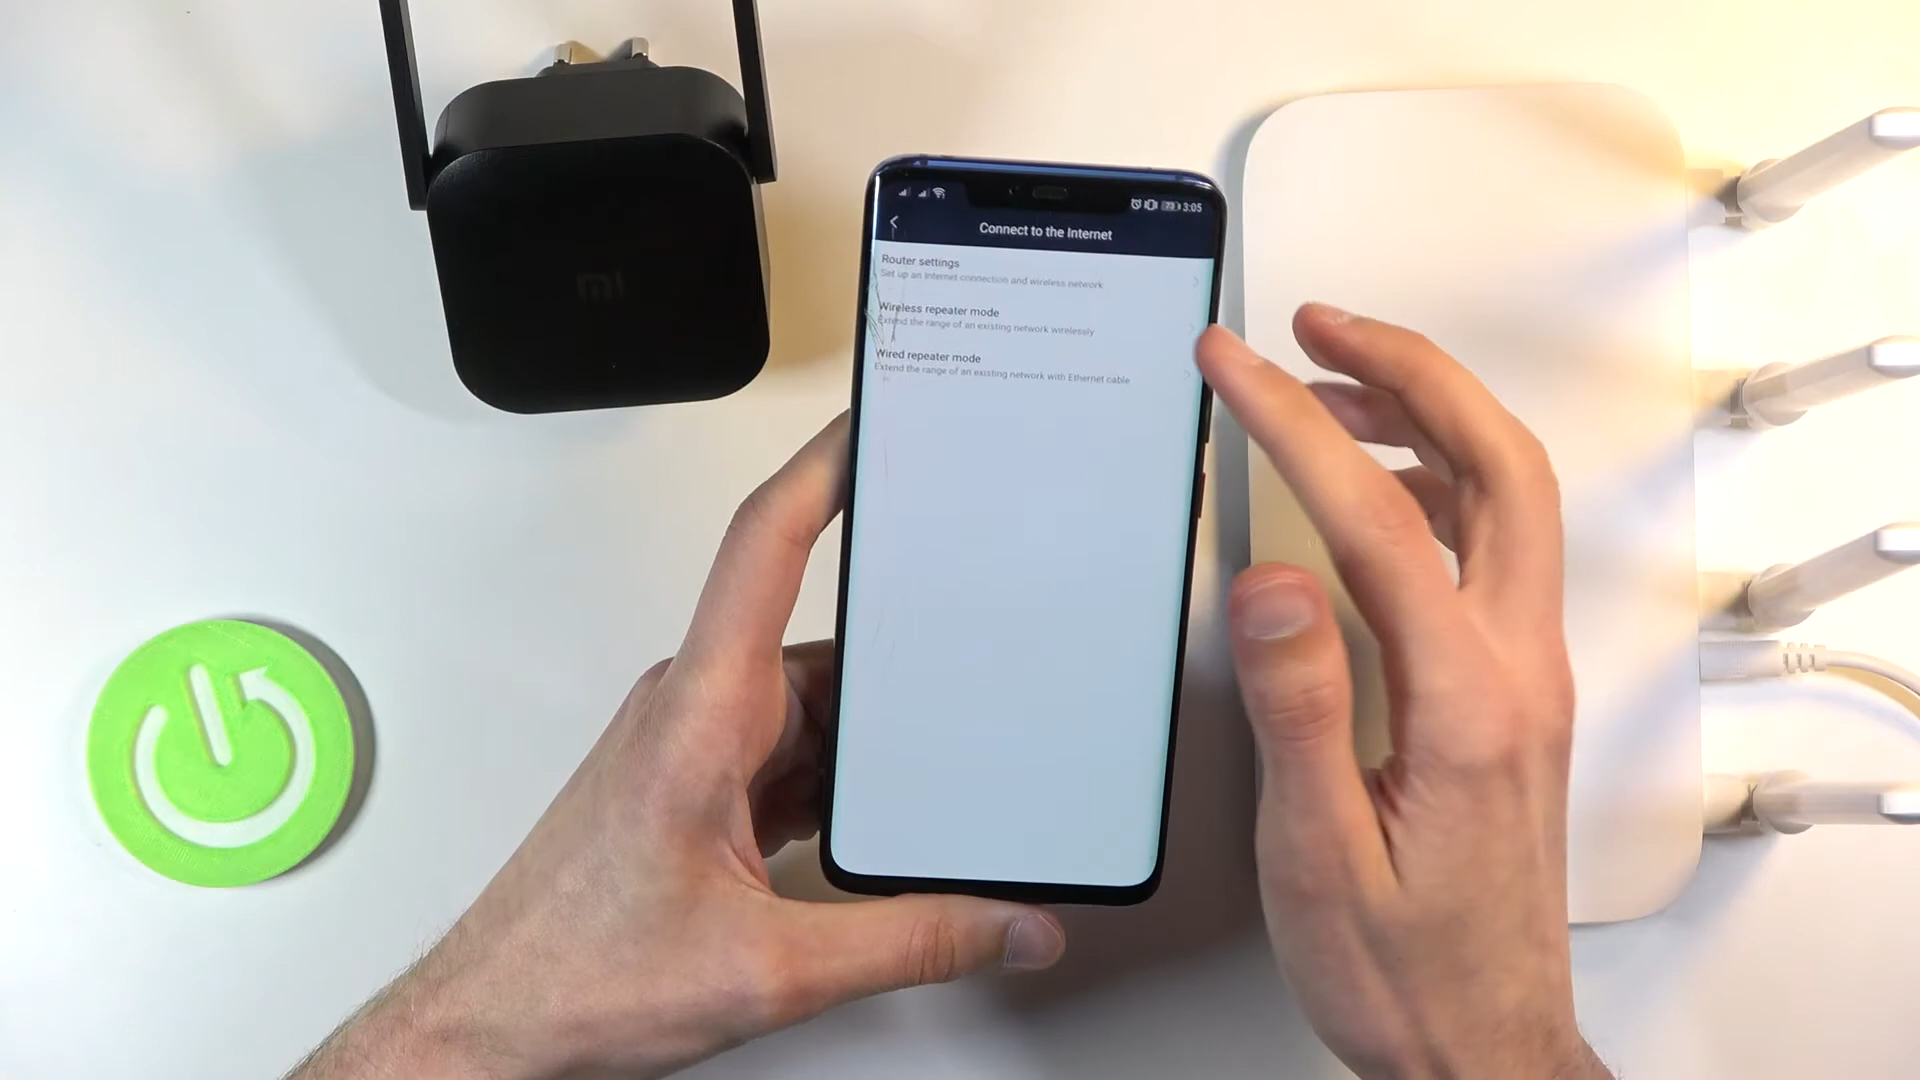 mi
73 3:05
Connect to the Internet
Router settings
Set up an Internet connection and wireless network
Wireless repeater mode
Extend the range of an existing network wirelessly
Wired repeater mode
Extend the range of an existing network with Ethernet cable